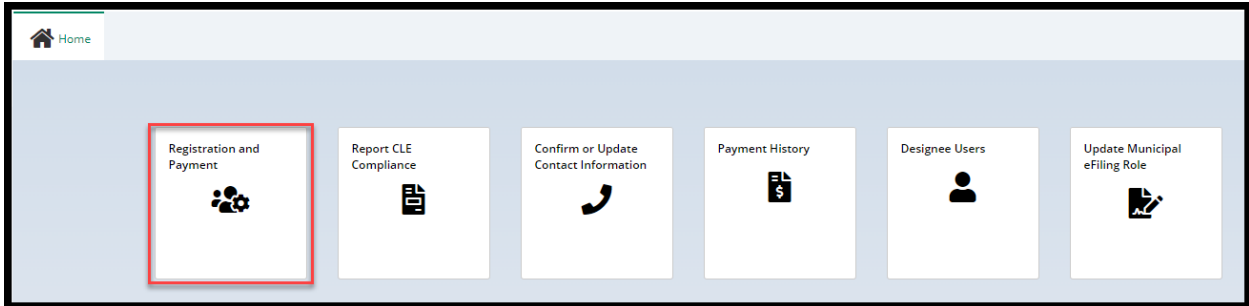 Home
Registration and
Payment
Report CLE
Compliance
Confirm or Update
Contact Information
Payment History
Designee Users
Update Municipal
eFiling Role